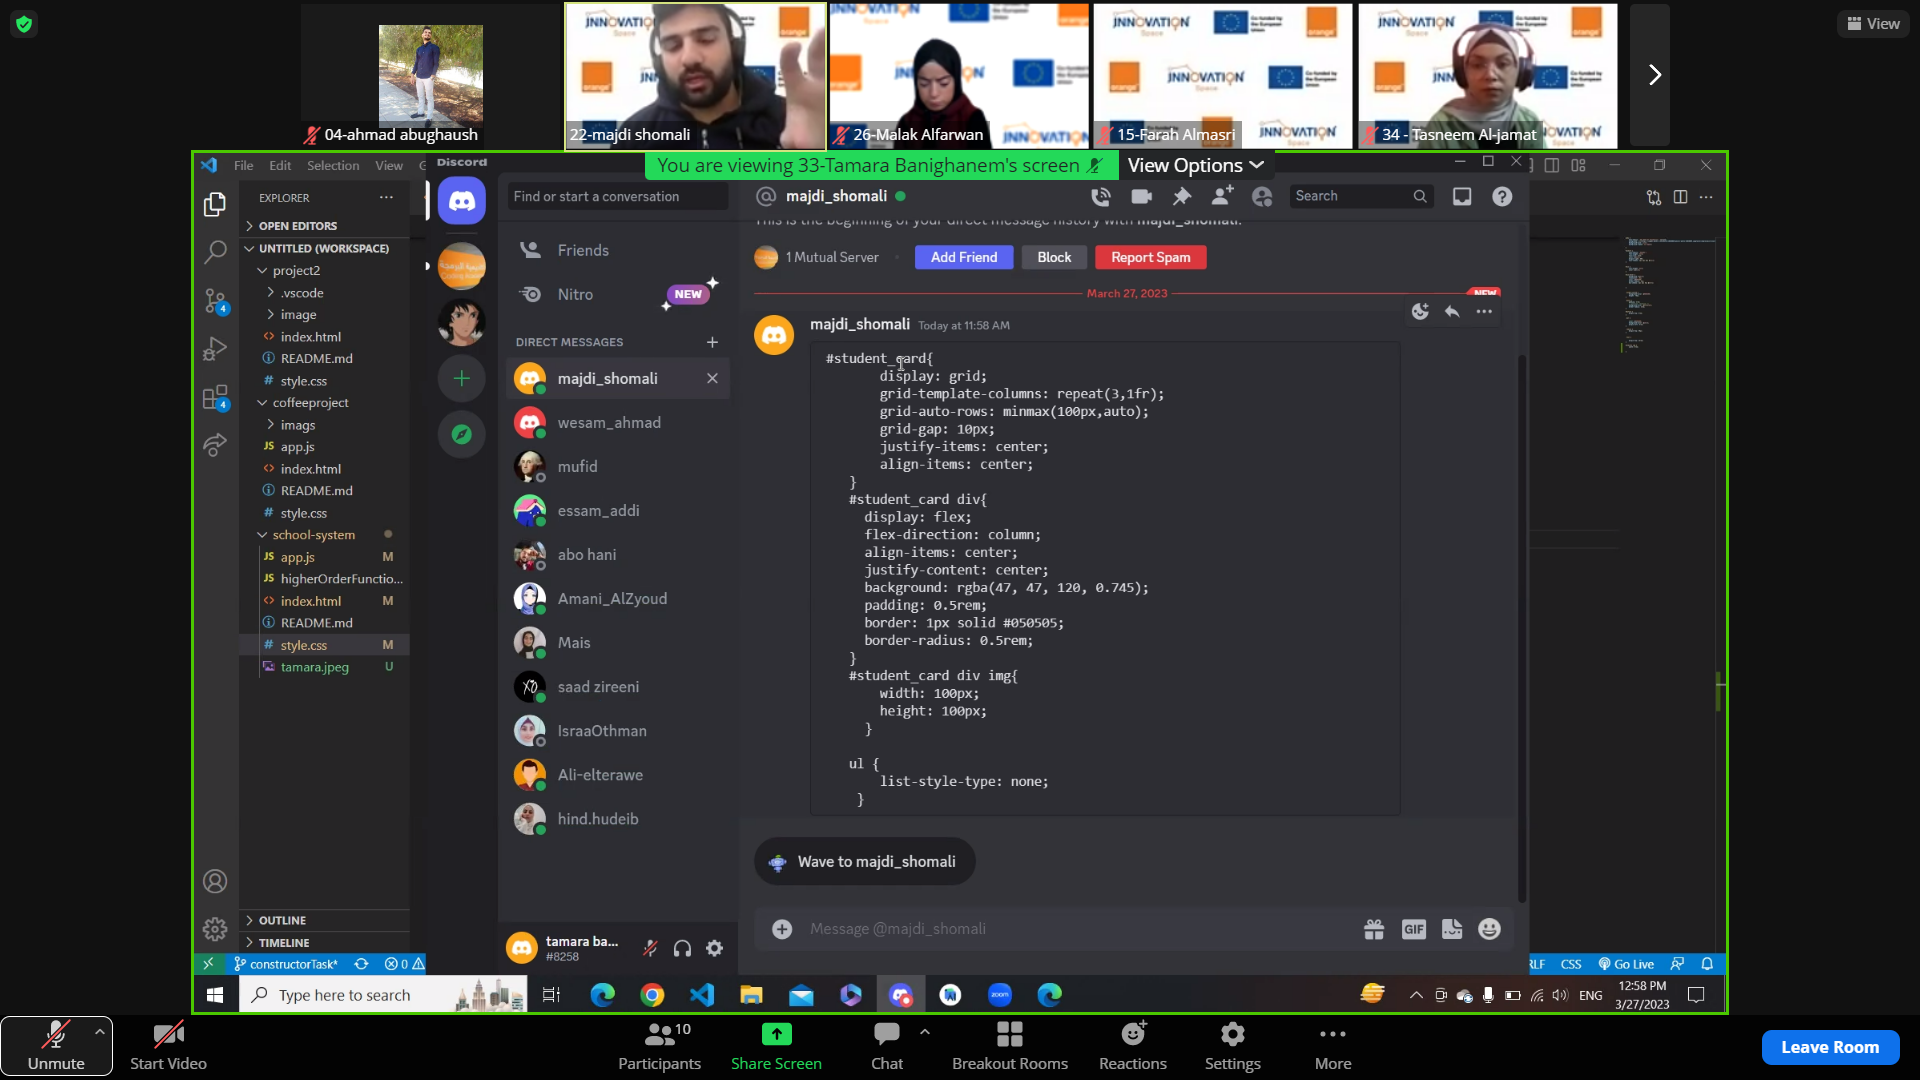 View
04-ahmad abughaush
22-majdi shomali
26-Malak Alfarwan
15-Farah Almasri
34 - Tasneem Al-jamat
You are viewing 33-Tamara Banighanem's screen
View Options
File Edit Selection View
Discord
EXPLORER
OPEN EDITORS
UNTITLED (WORKSPACE)
project2
.vscode
image
index.html
README.md
style.css
coffeeproject
imags
JS app.js
index.html
README.md
style.css
school-system
JS app.js M
JS higherOrderFunctio...
index.html M
README.md
# style.css M
tamara.jpeg U
OUTLINE
TIMELINE
constructorTask*
0
Find or start a conversation
Friends
Nitro NEW
DIRECT MESSAGES
majdi_shomali
wesam_ahmad
mufid
essam_addi
abo hani
Amani_AlZyoud
Mais
saad zireeni
IsraaOthman
Ali-elterawe
hind.hudeib
tamara ba...
#8258
majdi_shomali
Search
This is the beginning of your direct message history with majdi_shomali.
1 Mutual Server
Add Friend
Block
Report Spam
March 27, 2023
NEW
majdi_shomali Today at 11:58 AM
#student_card{
display: grid;
grid-template-columns: repeat(3,1fr);
grid-auto-rows: minmax(100px,auto);
grid-gap: 10px;
justify-items: center;
align-items: center;
}
#student_card div{
display: flex;
flex-direction: column;
align-items: center;
justify-content: center;
background: rgba(47, 47, 120, 0.745);
padding: 0.5rem;
border: 1px solid #050505;
border-radius: 0.5rem;
}
#student_card div img{
width: 100px;
height: 100px;
}
ul {
list-style-type: none;
}
Wave to majdi_shomali
Message @majdi_shomali
GIF
CSS
Go Live
Type here to search
ENG
12:58 PM
3/27/2023
Unmute
Start Video
Participants
10
Share Screen
Chat
Breakout Rooms
Reactions
Settings
More
Leave Room